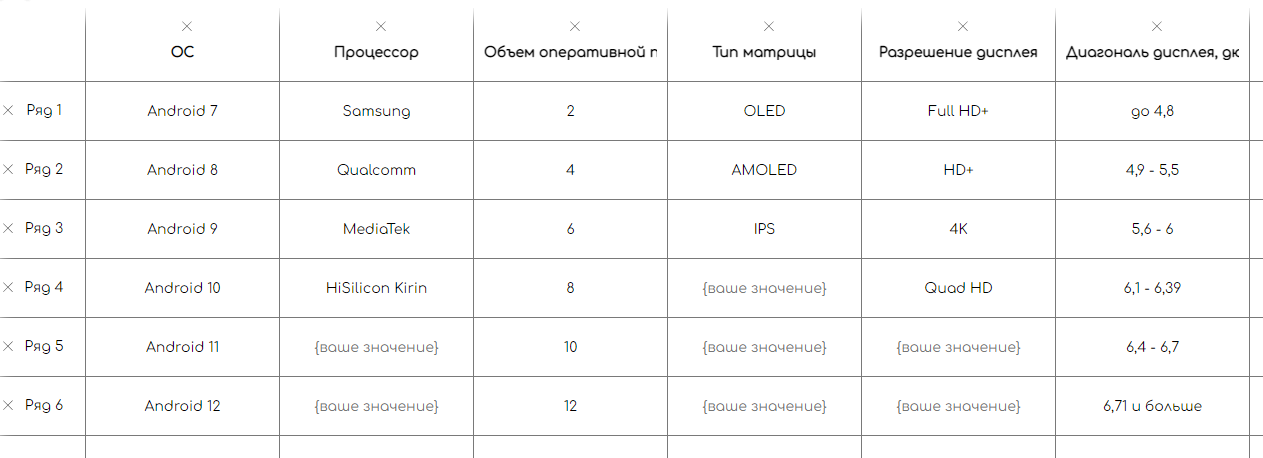 ОС Процессор Объем оперативной п Тип матрицы Разрешение дисплея Диагональ дисплея, дк
Ряд 1 Android 7 Samsung 2 OLED Full HD+ до 4,8
Ряд 2 Android 8 Qualcomm 4 AMOLED HD+ 4,9 - 5,5
Ряд 3 Android 9 MediaTek 6 IPS 4K 5,6 - 6
Ряд 4 Android 10 HiSilicon Kirin 8 {ваше значение} Quad HD 6,1 - 6,39
Ряд 5 Android 11 {ваше значение} 10 {ваше значение} {ваше значение} 6,4 - 6,7
Ряд 6 Android 12 {ваше значение} 12 {ваше значение} {ваше значение} 6,71 и больше